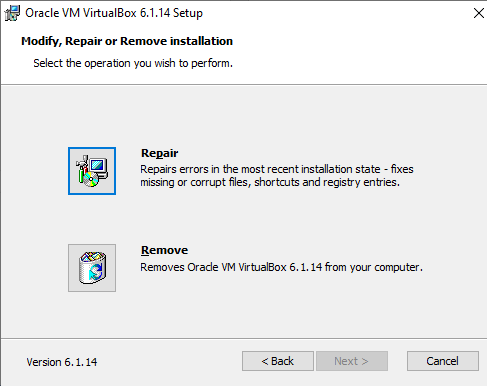 Oracle VM VirtualBox 6.1.14 Setup
Modify, Repair or Remove installation
Select the operation you wish to perform.
Repair
Repairs errors in the most recent installation state - fixes
missing or corrupt files, shortcuts and registry entries.
Remove
Removes Oracle VM VirtualBox 6.1.14 from your computer.
Version 6.1.14
< Back
Next >
Cancel